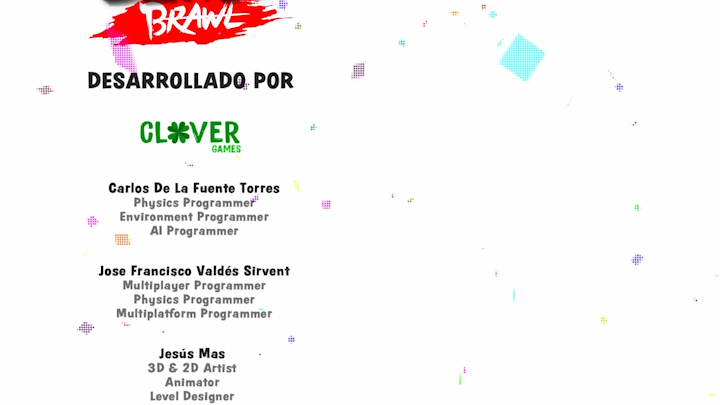 BRAWL
DESARROLLADO POR
CLOVER
GAMES
Carlos De La Fuente Torres
Physics Programmer
Environment Programmer
AI Programmer
Jose Francisco Valdés Sirvent
Multiplayer Programmer
Physics Programmer
Multiplatform Programmer
Jesús Mas
3D & 2D Artist
Animator
Level Designer